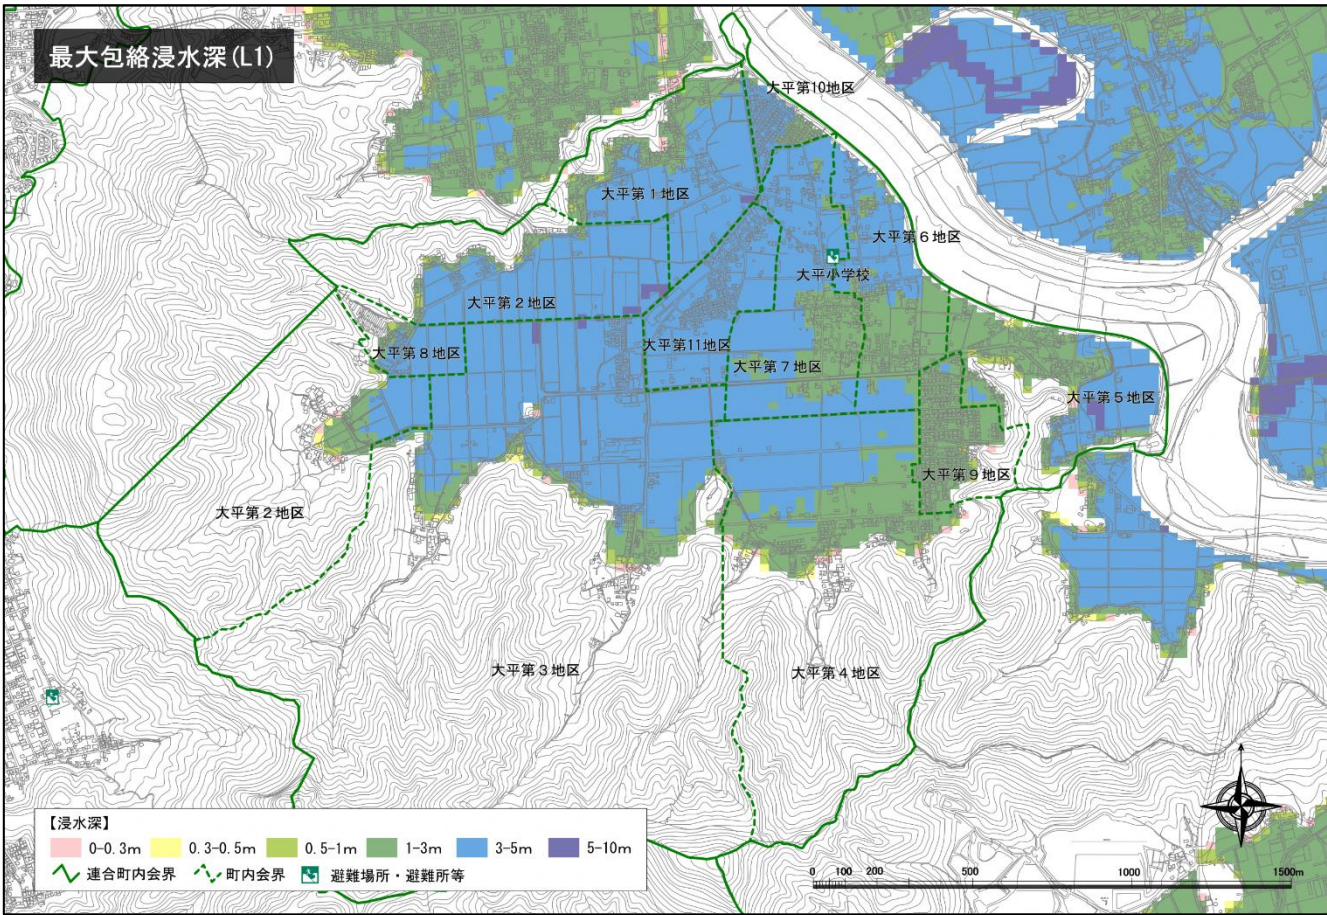 最大包絡浸水深(L1)
大平第10地区
大平第1地区
大平第6地区
大平小学校
大平第2地区
大平第8地区
大平第11地区
大平第7地区
大平第5地区
大平第9地区
大平第2地区
大平第3地区
大平第4地区
【浸水深】
0-0.3m 0.3-0.5m 0.5-1m 1-3m 3-5m 5-10m
連合町内会界 町内会界 避難場所・避難所等
0 100 200 500 1000 1500m